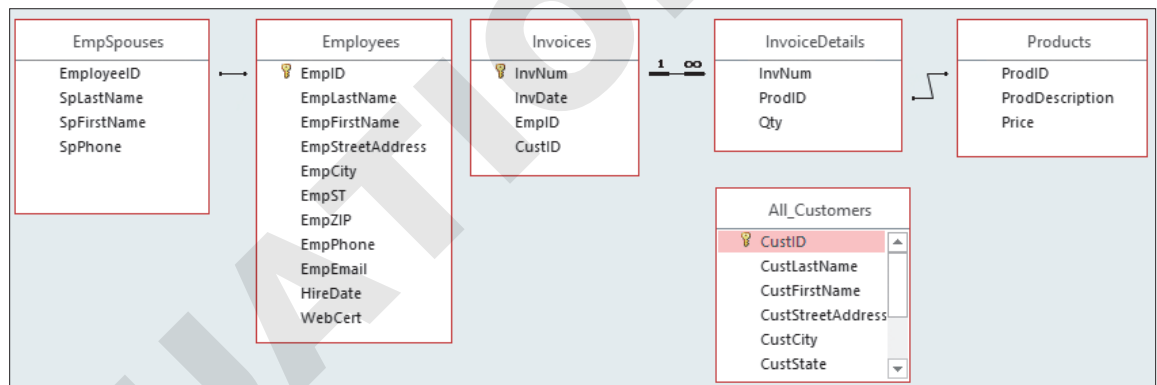 EmpSpouses
EmployeeID
SpLastName
SpFirstName
SpPhone
Employees
EmpID
EmpLastName
EmpFirstName
EmpStreetAddress
EmpCity
EmpST
EmpZIP
EmpPhone
EmpEmail
HireDate
WebCert
Invoices
InvNum
InvDate
EmpID
CustID
1 ∞
InvoiceDetails
InvNum
ProdID
Qty
Products
ProdID
ProdDescription
Price
All_Customers
CustID
CustLastName
CustFirstName
CustStreetAddress
CustCity
CustState
UATIO